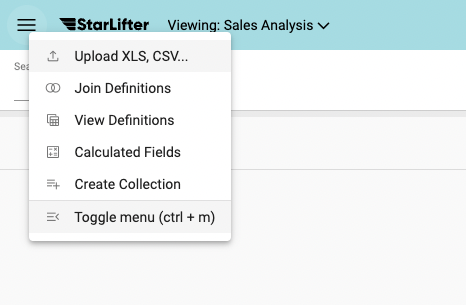 StarLifter
Viewing: Sales Analysis
Sea
Upload XLS, CSV...
Join Definitions
View Definitions
Calculated Fields
Create Collection
Toggle menu (ctrl + m)